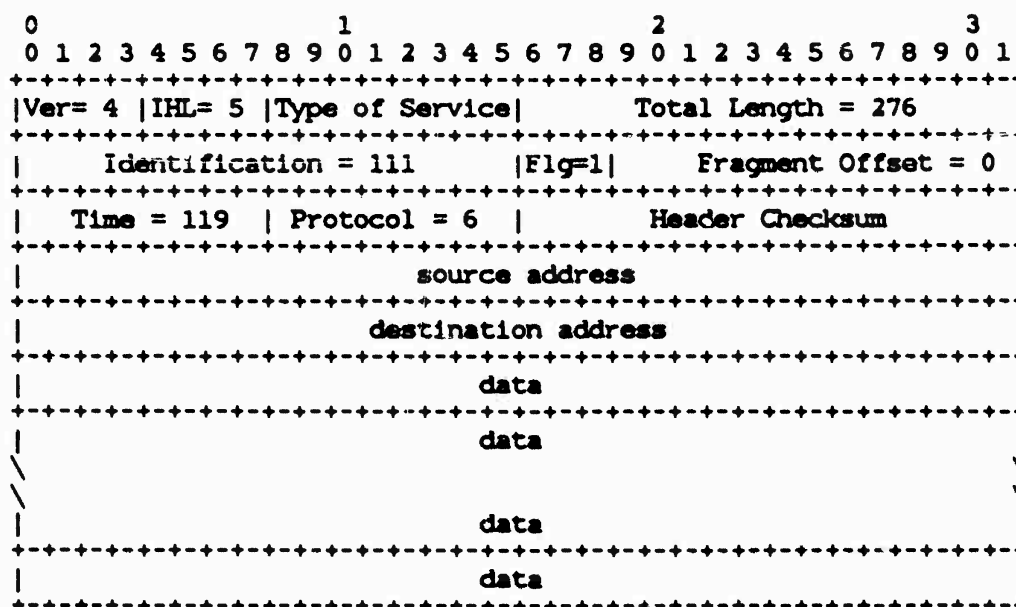 0                   1                   2                   3
0 1 2 3 4 5 6 7 8 9 0 1 2 3 4 5 6 7 8 9 0 1 2 3 4 5 6 7 8 9 0 1
+-+-+-+-+-+-+-+-+-+-+-+-+-+-+-+-+-+-+-+-+-+-+-+-+-+-+-+-+-+-+-+-
|Ver= 4 |IHL= 5 |Type of Service|        Total Length = 276
+-+-+-+-+-+-+-+-+-+-+-+-+-+-+-+-+-+-+-+-+-+-+-+-+-+-+-+-+-+-+-+-
|     Identification = 111      |Flg=1|     Fragment Offset = 0
+-+-+-+-+-+-+-+-+-+-+-+-+-+-+-+-+-+-+-+-+-+-+-+-+-+-+-+-+-+-+-+-
|   Time = 119  | Protocol = 6  |        Header Checksum
+-+-+-+-+-+-+-+-+-+-+-+-+-+-+-+-+-+-+-+-+-+-+-+-+-+-+-+-+-+-+-+-
|                         source address
+-+-+-+-+-+-+-+-+-+-+-+-+-+-+-+-+-+-+-+-+-+-+-+-+-+-+-+-+-+-+-+-
|                      destination address
+-+-+-+-+-+-+-+-+-+-+-+-+-+-+-+-+-+-+-+-+-+-+-+-+-+-+-+-+-+-+-+-
|                             data
+-+-+-+-+-+-+-+-+-+-+-+-+-+-+-+-+-+-+-+-+-+-+-+-+-+-+-+-+-+-+-+-
|                             data
\                                                               \
\                                                               \
|                             data
+-+-+-+-+-+-+-+-+-+-+-+-+-+-+-+-+-+-+-+-+-+-+-+-+-+-+-+-+-+-+-+-
|                             data
+-+-+-+-+-+-+-+-+-+-+-+-+-+-+-+-+-+-+-+-+-+-+-+-+-+-+-+-+-+-+-+-